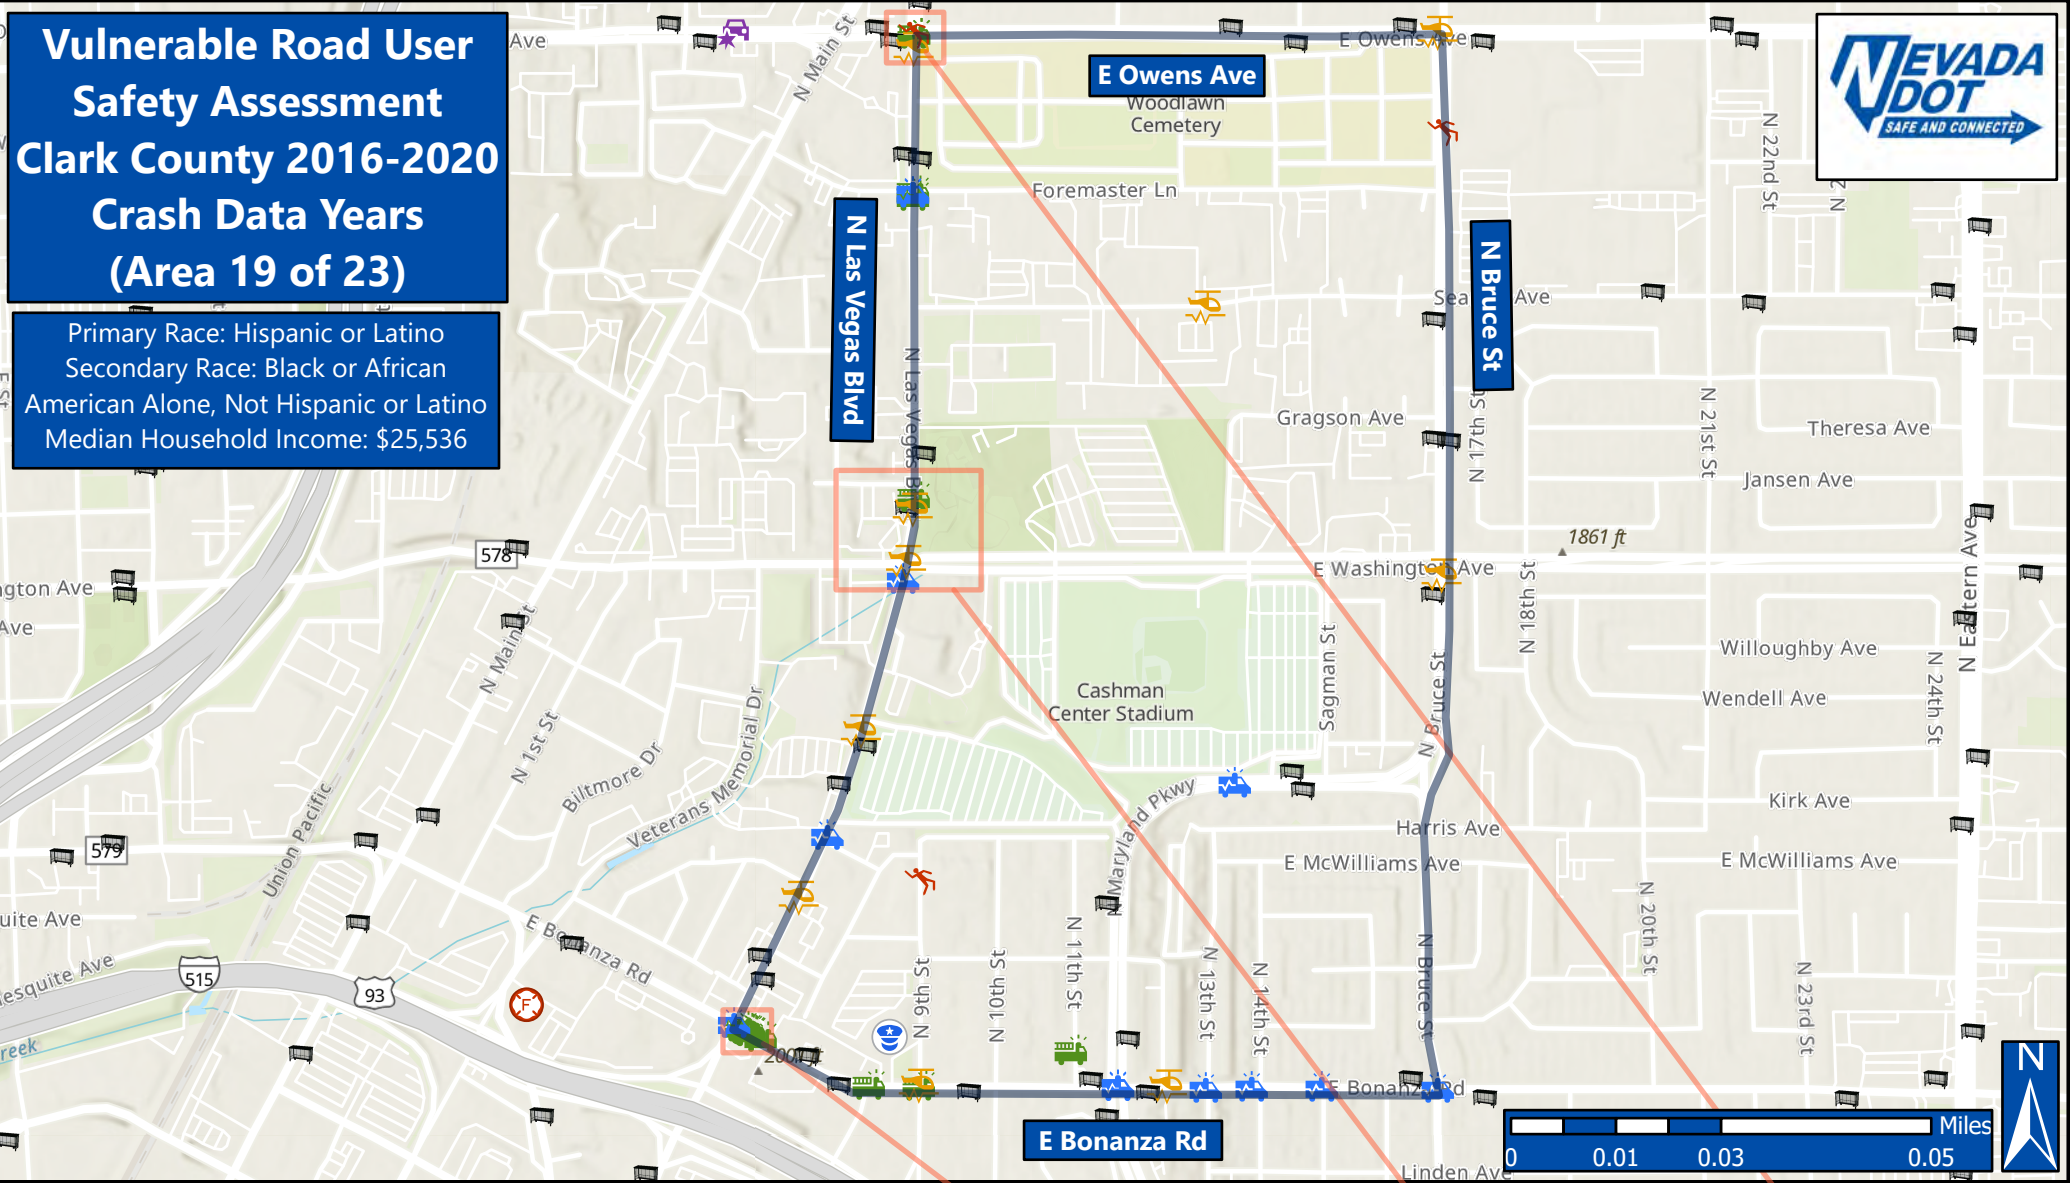 Vulnerable Road User
Safety Assessment
Clark County 2016-2020
Crash Data Years
(Area 19 of 23)
Primary Race: Hispanic or Latino
Secondary Race: Black or African
American Alone, Not Hispanic or Latino
Median Household Income: $25,536
NEVADA
DOT
SAFE AND CONNECTED
Ave
N Main St
E Owens Ave
E Owens Ave
Woodlawn
Cemetery
Foremaster Ln
N 22nd St
N Las Vegas Blvd
N Bruce St
Ave
N 17th St
Gragson Ave
N 21st St
Theresa Ave
Jansen Ave
1861 ft
578
E Washington Ave
N 18th St
N Eastern Ave
Ave
N Main St
Willoughby Ave
Wendell Ave
N 24th St
Cashman
Center Stadium
Sagman St
N Bruce St
N 1st St
Biltmore Dr
Veterans Memorial Dr
Union Pacific
N Maryland Pkwy
Kirk Ave
Harris Ave
E McWilliams Ave
E McWilliams Ave
579
E Bonanza Rd
515
93
F
N 9th St
N 10th St
N 11th St
N 13th St
N 14th St
N Bruce St
N 20th St
N 23rd St
E Bonanza Rd
E Bonanza Rd
Linden Ave
N
Miles
0 0.01 0.03 0.05